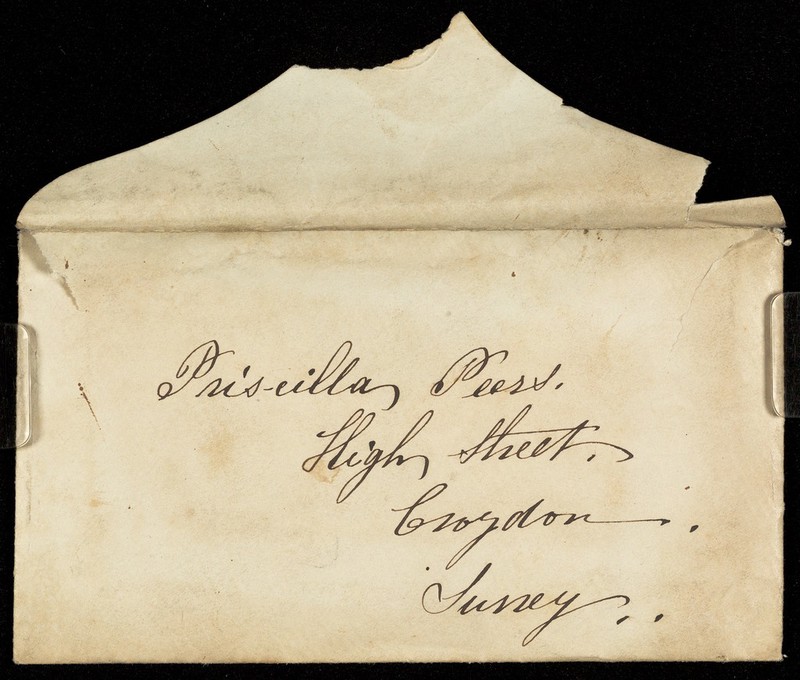 Priscilla Peers.
High Street.
Croydon.
Surrey..